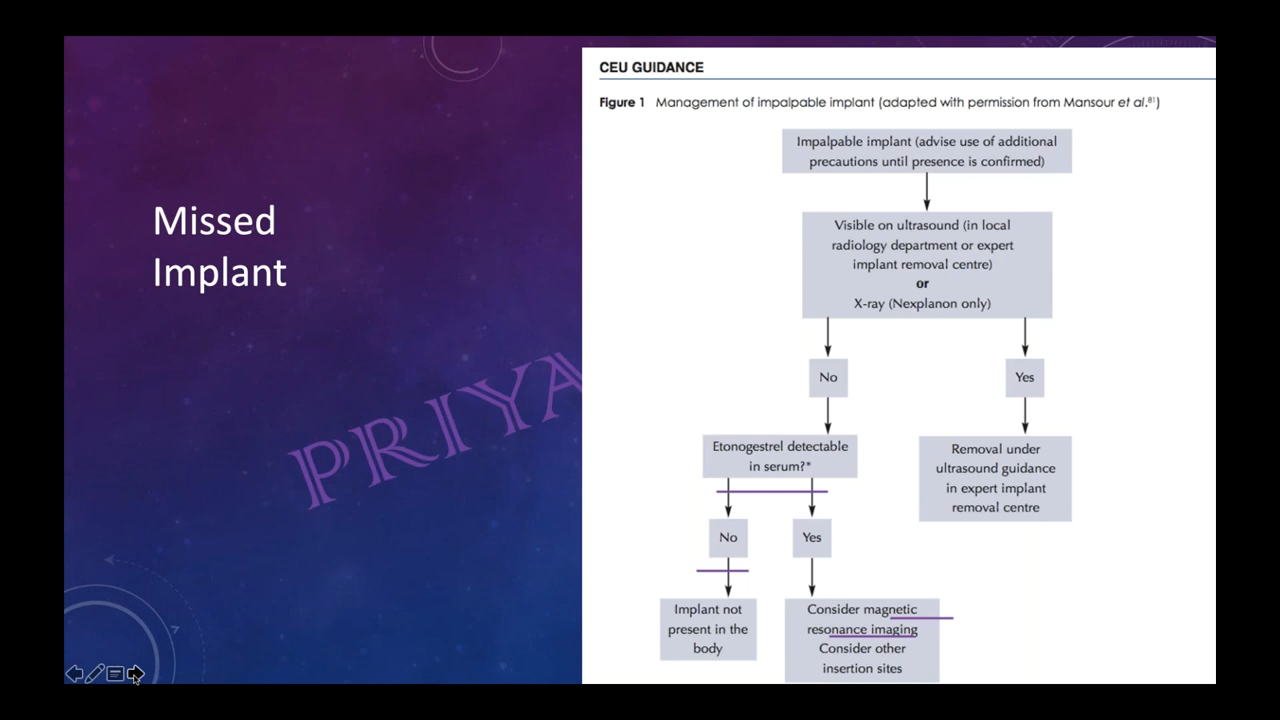 Missed
Implant
PRIYA
CEU GUIDANCE
Figure 1 Management of impalpable implant (adapted with permission from Mansour et al.⁸¹)
Impalpable implant (advise use of additional
precautions until presence is confirmed)
Visible on ultrasound (in local
radiology department or expert
implant removal centre)
or
X-ray (Nexplanon only)
No
Yes
Etonogestrel detectable
in serum?*
Removal under
ultrasound guidance
in expert implant
removal centre
No
Yes
Implant not
present in the
body
Consider magnetic
resonance imaging
Consider other
insertion sites